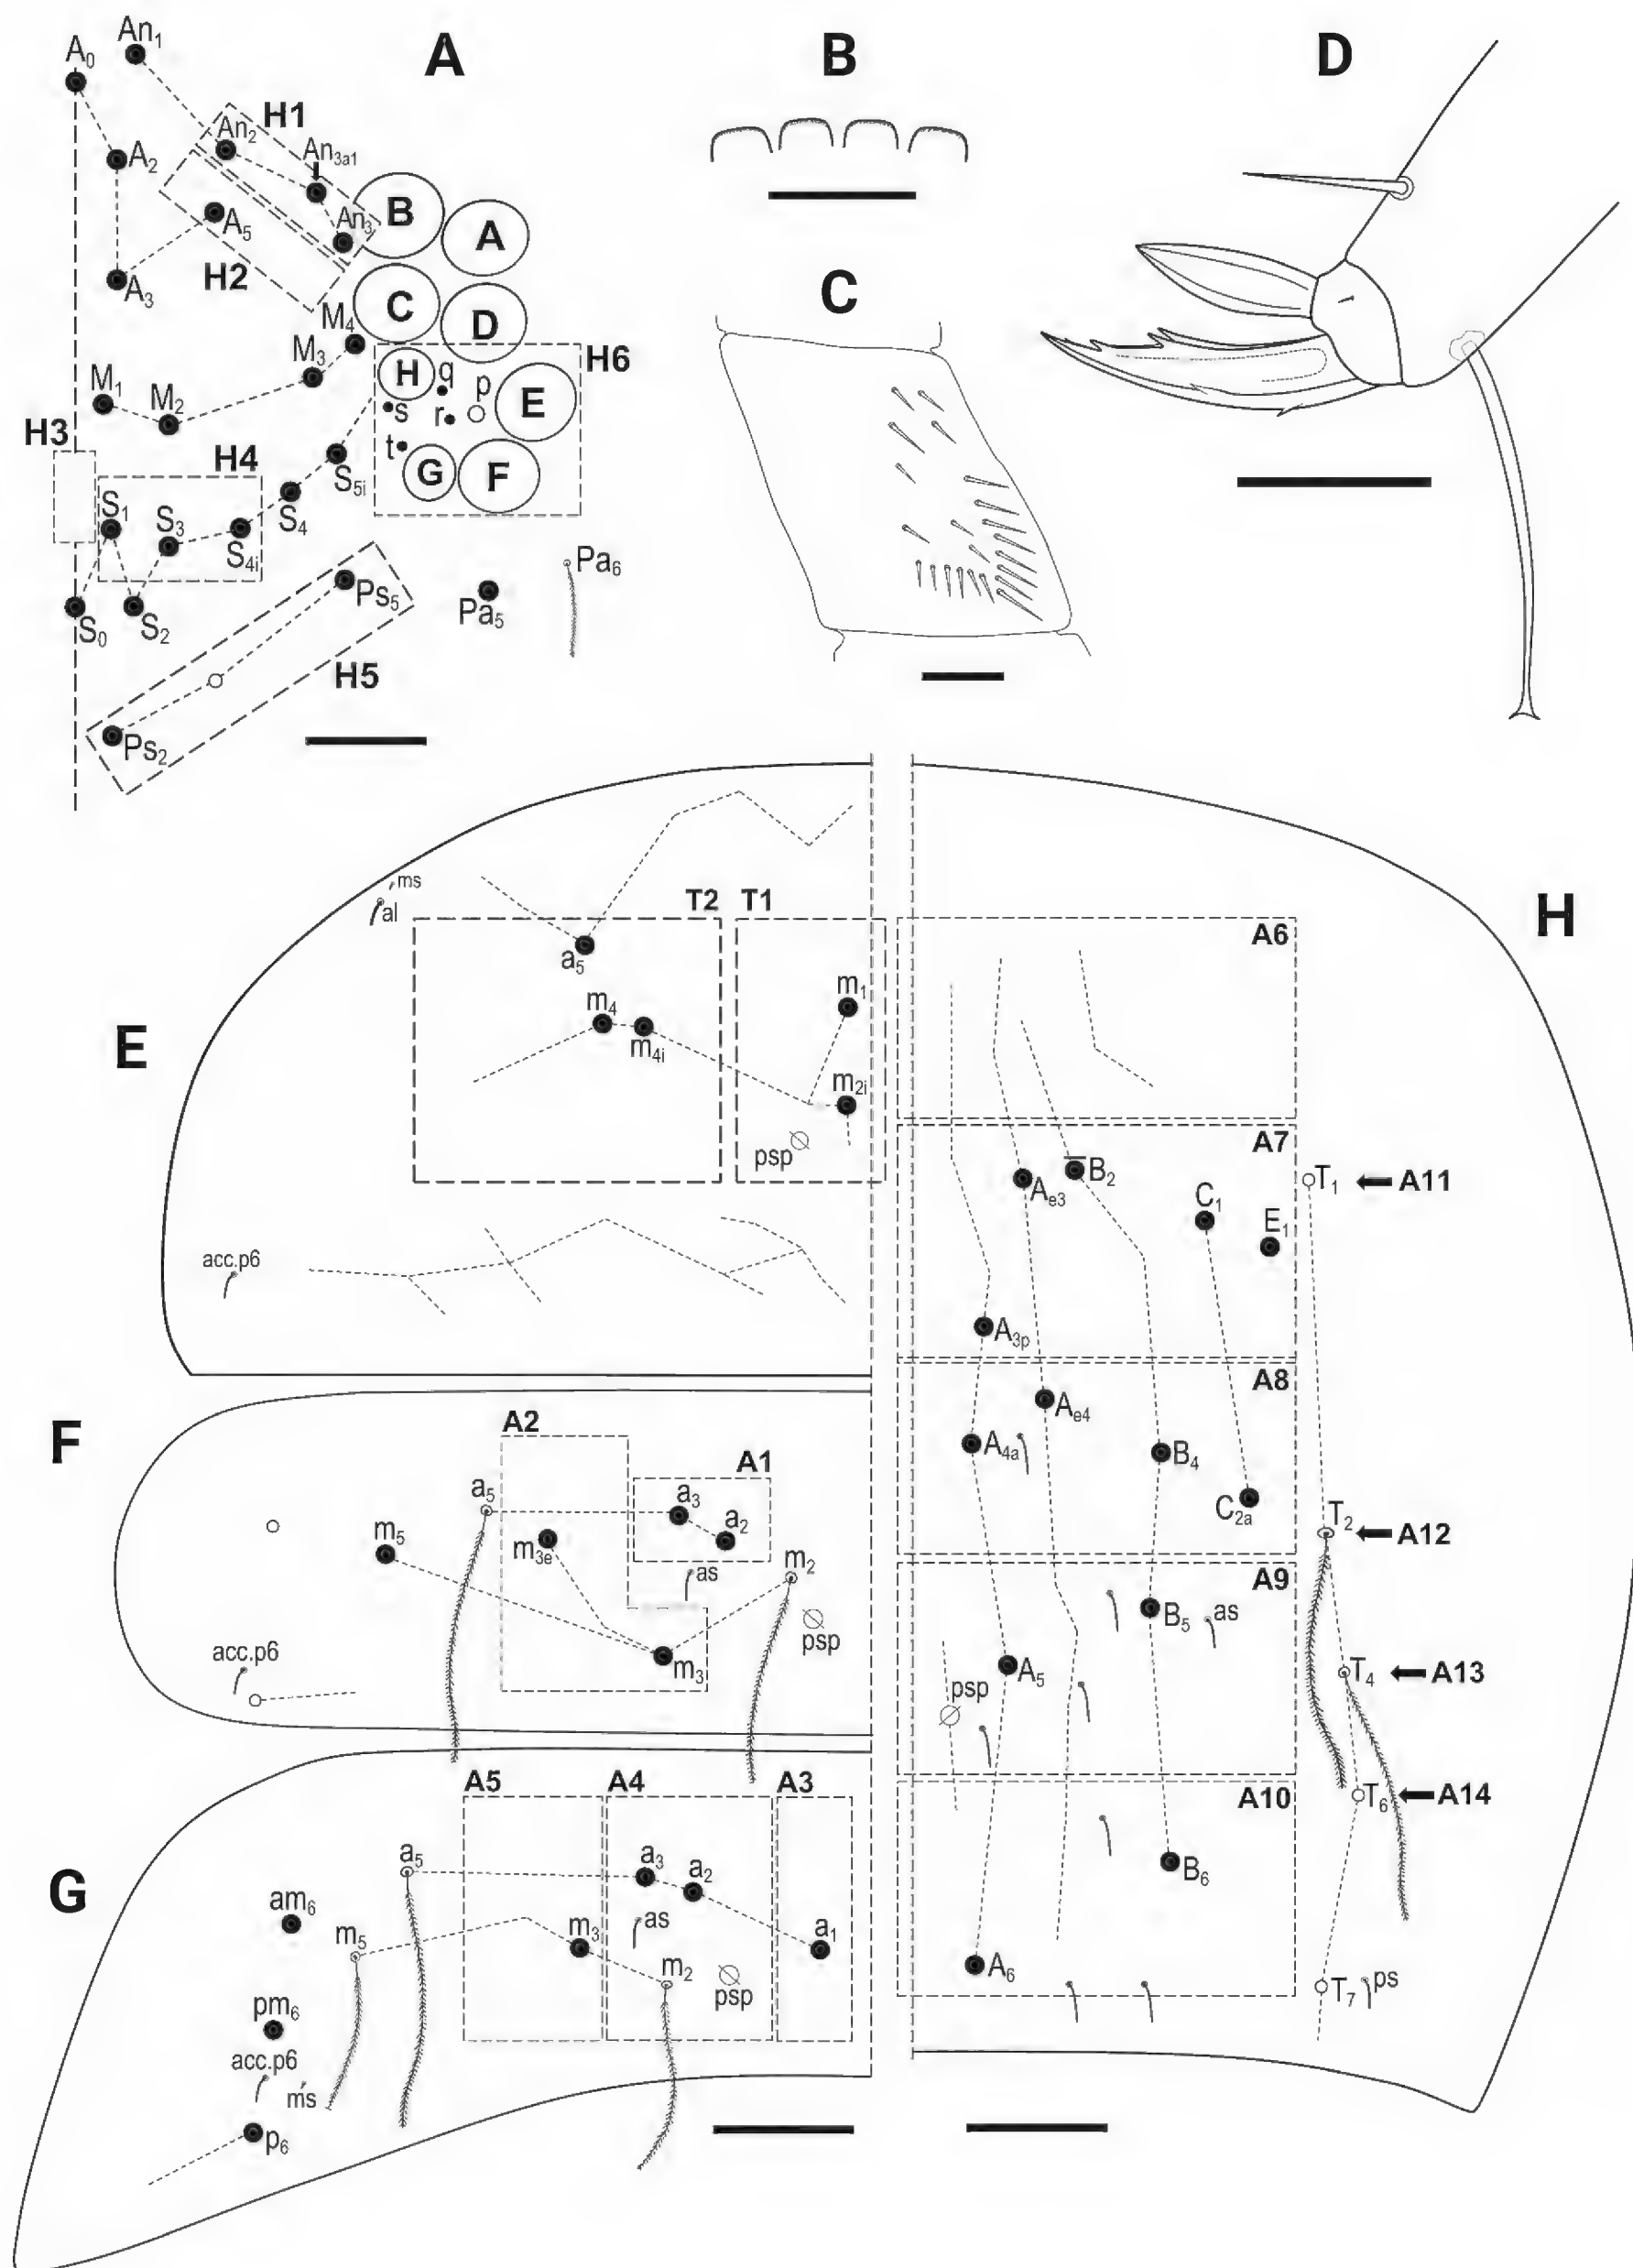 A
An1
A0
H1
An2
An3a1
A2
An3
B
A
A5
H2
A3
C
D
M4
M3
H6
H
q
p
E
M1
M2
s
r
H3
t
H4
G
F
S5i
S1
S3
S4
S4i
Pa6
Ps5
Pa5
S0
S2
H5
Ps2
B
C
D
E
ms
al
T2
T1
a5
m1
m4
m4i
m2i
psp
acc.p6
F
A2
A1
a5
a3
a2
m5
m3e
as
m2
psp
acc.p6
m3
G
A5
A4
A3
a5
a3
a2
am6
as
a1
m5
m3
m2
psp
pm6
acc.p6
ms
p6
H
A6
A7
B2
T1
A11
Ae3
C1
E1
A3p
A8
Ae4
A4a
B4
C2a
T2
A12
A9
B5
as
A5
T4
A13
psp
A10
T6
A14
B6
A6
T7
ps